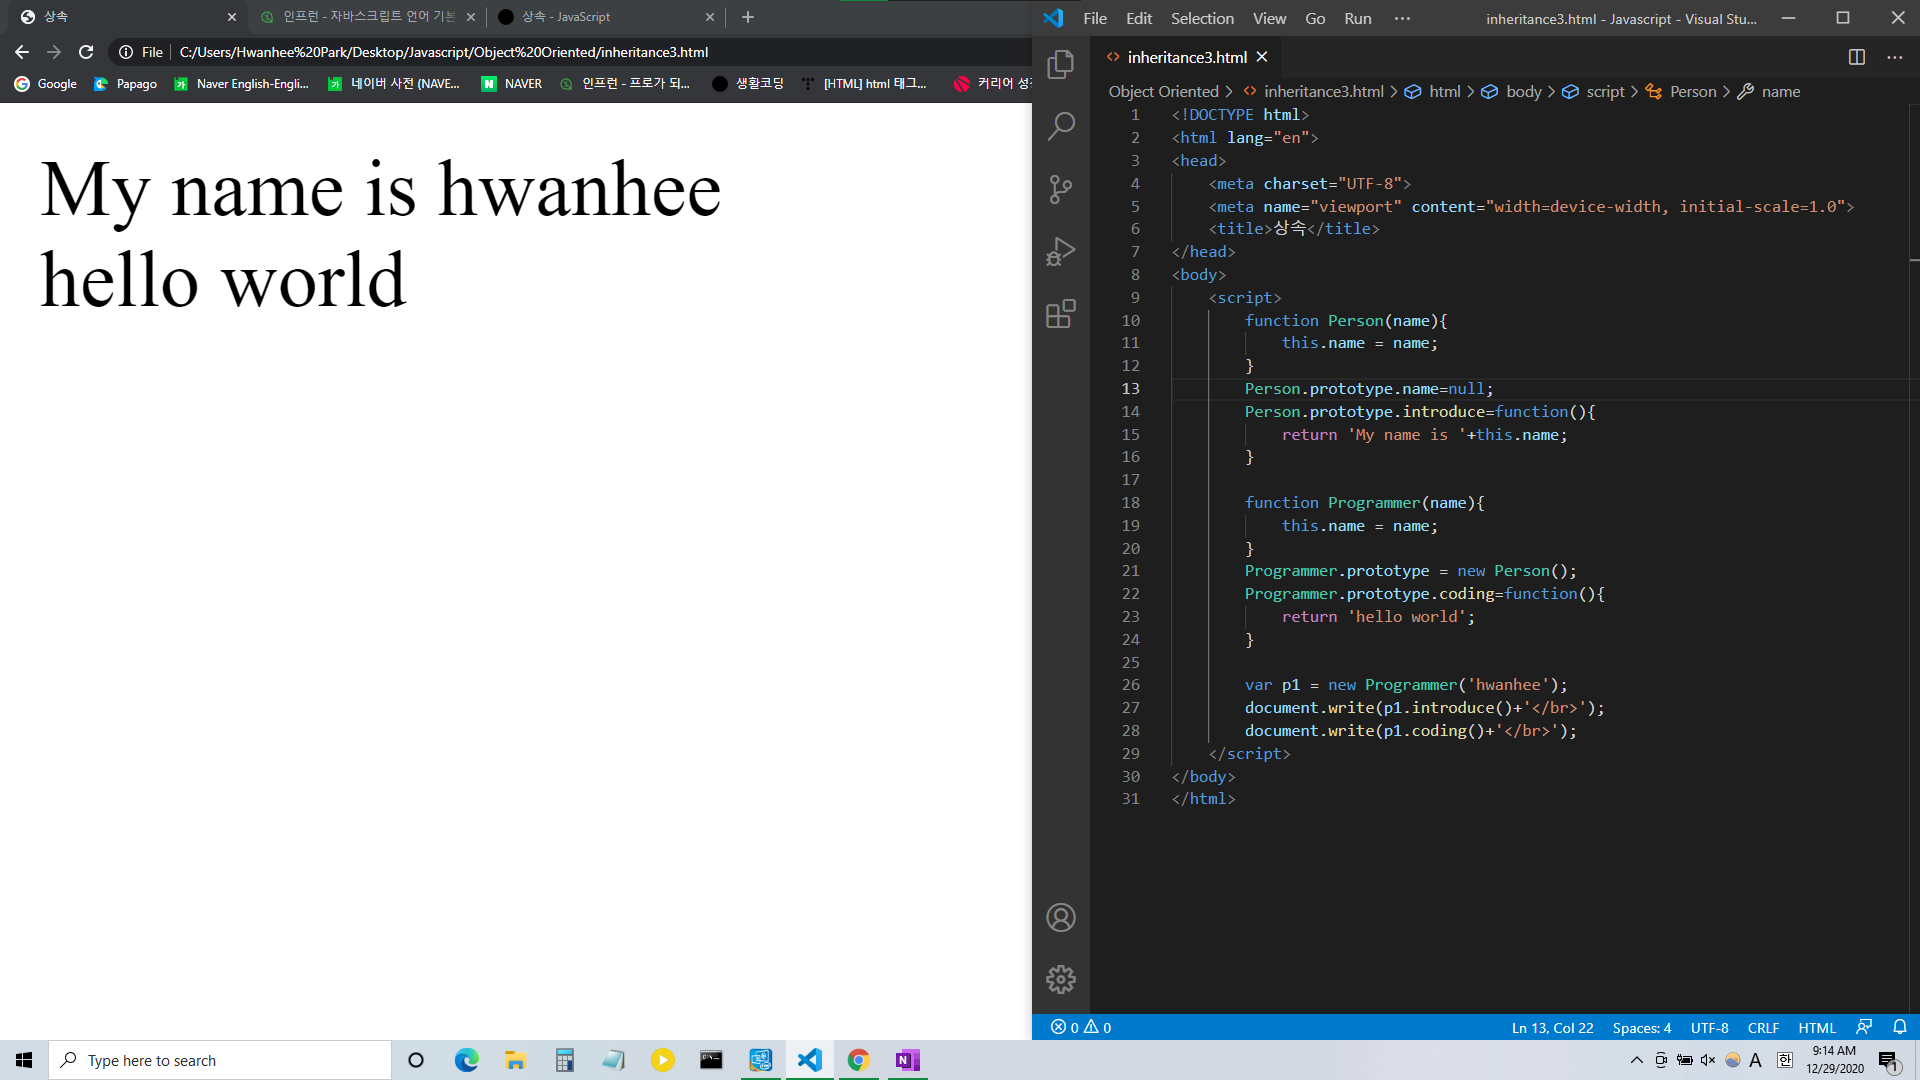 상속
인프런 - 자바스크립트 언어 기본
상속 - JavaScript
File
C:/Users/Hwanhee%20Park/Desktop/Javascript/Object%20Oriented/inheritance3.html
Google
Papago
Naver English-Engli...
네이버 사전 (NAVE...
NAVER
인프런 - 프로가 되...
생활코딩
[HTML] html 태그...
My name is hwanhee
hello world
File Edit Selection View Go Run ···
inheritance3.html - Javascript - Visual Stu...
inheritance3.html
Object Oriented > inheritance3.html > html > body > script > Person > name
1 <!DOCTYPE html>
2 <html lang="en">
3 <head>
4 <meta charset="UTF-8">
5 <meta name="viewport" content="width=device-width, initial-scale=1.0">
6 <title>상속</title>
7 </head>
8 <body>
9 <script>
10 function Person(name){
11 this.name = name;
12 }
13 Person.prototype.name=null;
14 Person.prototype.introduce=function(){
15 return 'My name is '+this.name;
16 }
17
18 function Programmer(name){
19 this.name = name;
20 }
21 Programmer.prototype = new Person();
22 Programmer.prototype.coding=function(){
23 return 'hello world';
24 }
25
26 var p1 = new Programmer('hwanhee');
27 document.write(p1.introduce()+'</br>');
28 document.write(p1.coding()+'</br>');
29 </script>
30 </body>
31 </html>
0 0
Ln 13, Col 22 Spaces: 4 UTF-8 CRLF HTML
Type here to search
A 한
9:14 AM
12/29/2020
1